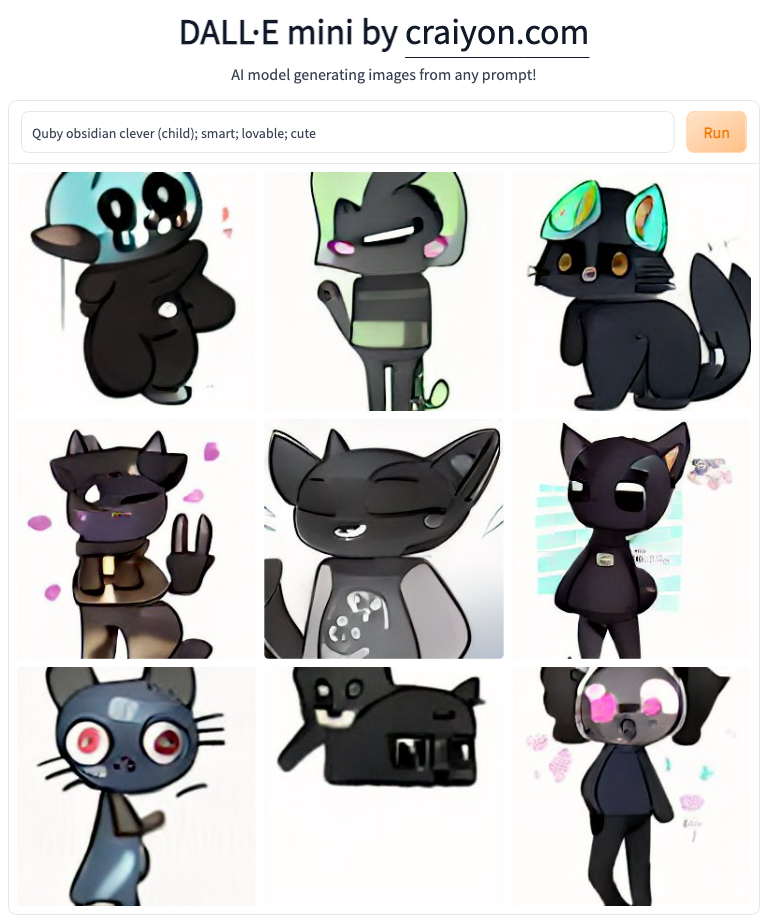 DALL·E mini by craiyon.com
AI model generating images from any prompt!
Quby obsidian clever (child); smart; lovable; cute
Run